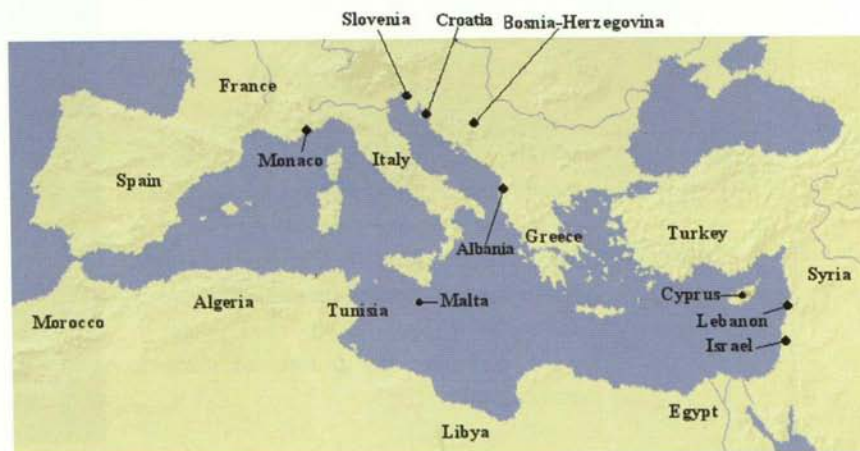 Slovenia
Croatia
Bosnia-Herzegovina
France
Monaco
Italy
Spain
Albania
Greece
Turkey
Syria
Cyprus
Algeria
Tunisia
Malta
Lebanon
Morocco
Israel
Egypt
Libya